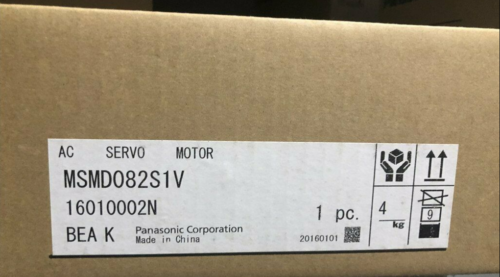 AC SERVO MOTOR
MSMD082S1V
16010002N
1 pc.
4 kg
9
BEA K Panasonic Corporation
Made in China
20160101